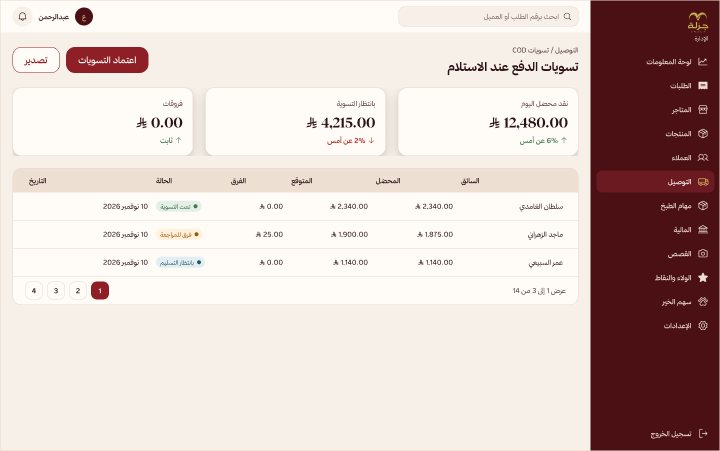 جزلة
الإدارة
لوحة المعلومات
الطلبات
المتاجر
المنتجات
العملاء
التوصيل
مهام الطبخ
المالية
القصص
الولاء والنقاط
سهم الخير
الإعدادات
تسجيل الخروج
ابحث برقم الطلب أو العميل
ع
عبدالرحمن
التوصيل / تسويات COD
تسويات الدفع عند الاستلام
اعتماد التسويات
تصدير
نقد محصل اليوم
12,480.00
↑ 6% عن أمس
بانتظار التسوية
4,215.00
↓ 2% عن أمس
فروقات
0.00
↑ ثابت
السائق المحصل المتوقع الفرق الحالة التاريخ
سلطان الغامدي 2,340.00 2,340.00 0.00 تمت التسوية 10 نوفمبر 2026
ماجد الزهراني 1,875.00 1,900.00 25.00 فرق للمراجعة 10 نوفمبر 2026
عمر السبيعي 1,140.00 1,140.00 0.00 بانتظار التسليم 10 نوفمبر 2026
عرض 1 إلى 3 من 14
1 2 3 4